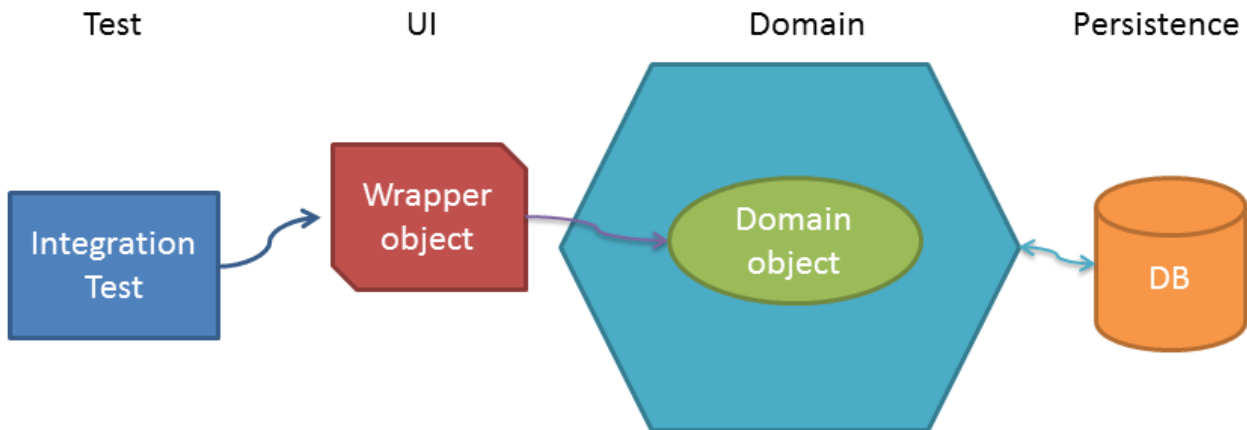 Test
UI
Domain
Persistence
Integration
Test
Wrapper
object
Domain
object
DB